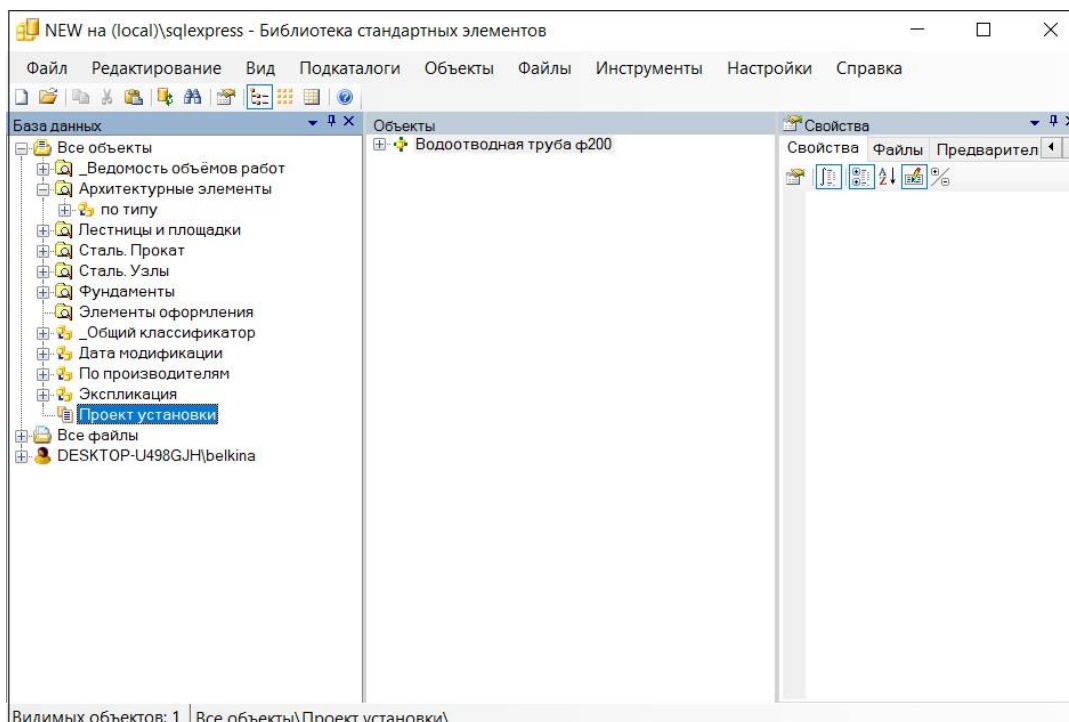 NEW на (local)\sqlexpress - Библиотека стандартных элементов
Файл Редактирование Вид Подкаталоги Объекты Файлы Инструменты Настройки Справка
База данных
Все объекты
_Ведомость объёмов работ
Архитектурные элементы
по типу
Лестницы и площадки
Сталь. Прокат
Сталь. Узлы
Фундаменты
Элементы оформления
_Общий классификатор
Дата модификации
По производителям
Экспликация
Проект установки
Все файлы
DESKTOP-U498GJH\belkina
Объекты
Водоотводная труба ф200
Свойства
Свойства Файлы Предварител
Видимых объектов: 1 Все объекты\Проект установки\